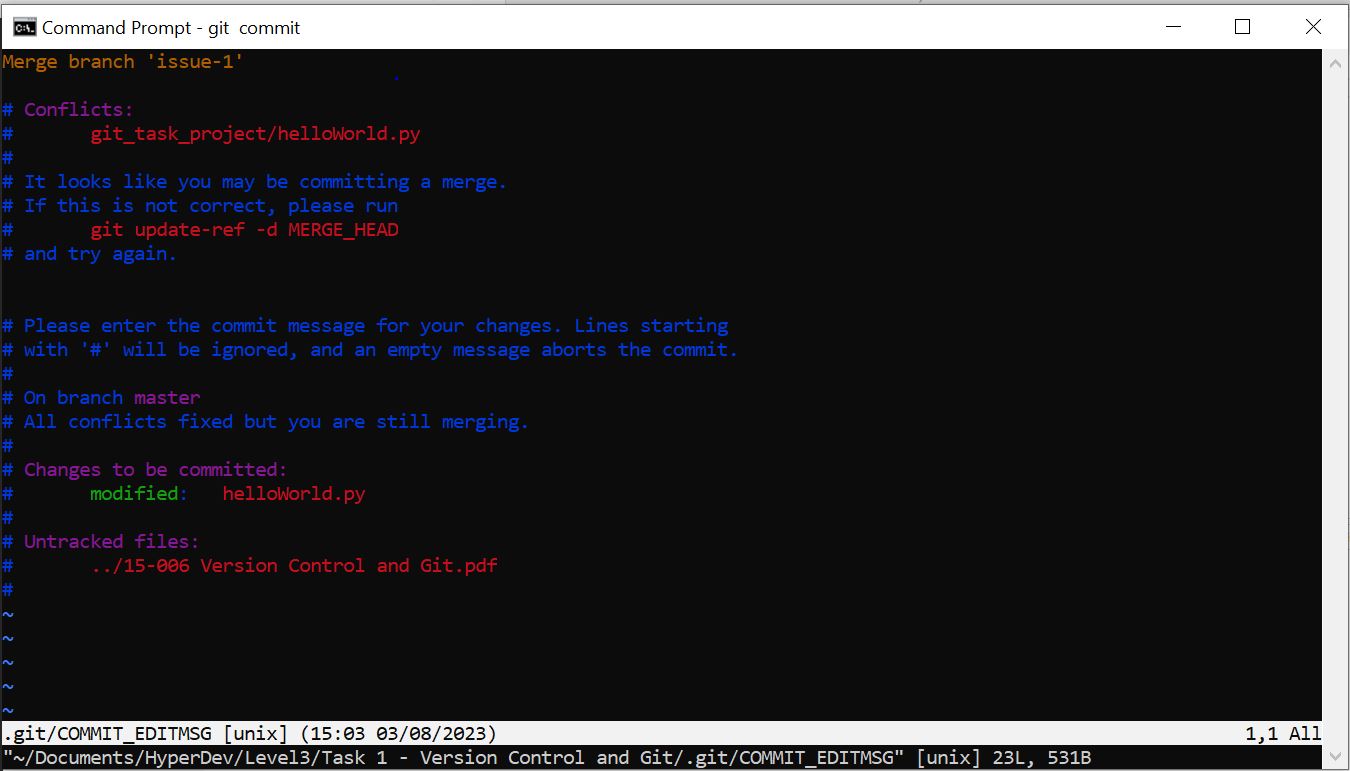 Command Prompt - git  commit
Merge branch 'issue-1'
# Conflicts:
#       git_task_project/helloWorld.py
#
# It looks like you may be committing a merge.
# If this is not correct, please run
#       git update-ref -d MERGE_HEAD
# and try again.
# Please enter the commit message for your changes. Lines starting
# with '#' will be ignored, and an empty message aborts the commit.
#
# On branch master
# All conflicts fixed but you are still merging.
#
# Changes to be committed:
#       modified:   helloWorld.py
#
# Untracked files:
#       ../15-006 Version Control and Git.pdf
#
~
~
~
~
~
.git/COMMIT_EDITMSG [unix] (15:03 03/08/2023) 1,1 All
"~/Documents/HyperDev/Level3/Task 1 - Version Control and Git/.git/COMMIT_EDITMSG" [unix] 23L, 531B